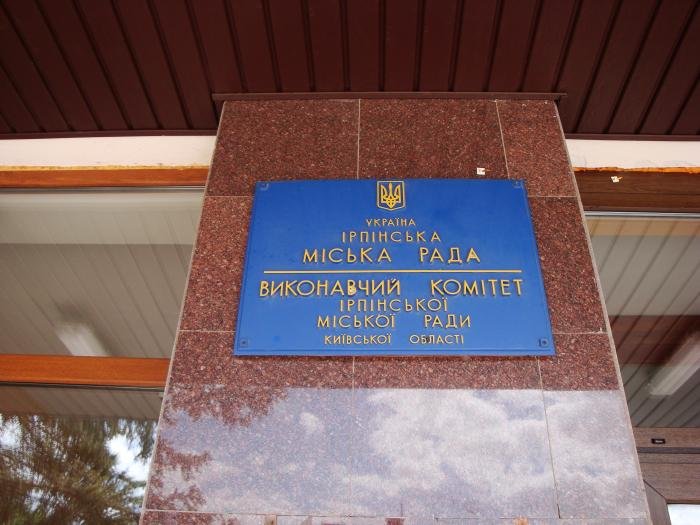 УКРАЇНА
ІРПІНСЬКА
МІСЬКА РАДА
ВИКОНАВЧИЙ КОМІТЕТ
ІРПІНСЬКОЇ
МІСЬКОЇ РАДИ
КИЇВСЬКОЇ ОБЛАСТІ